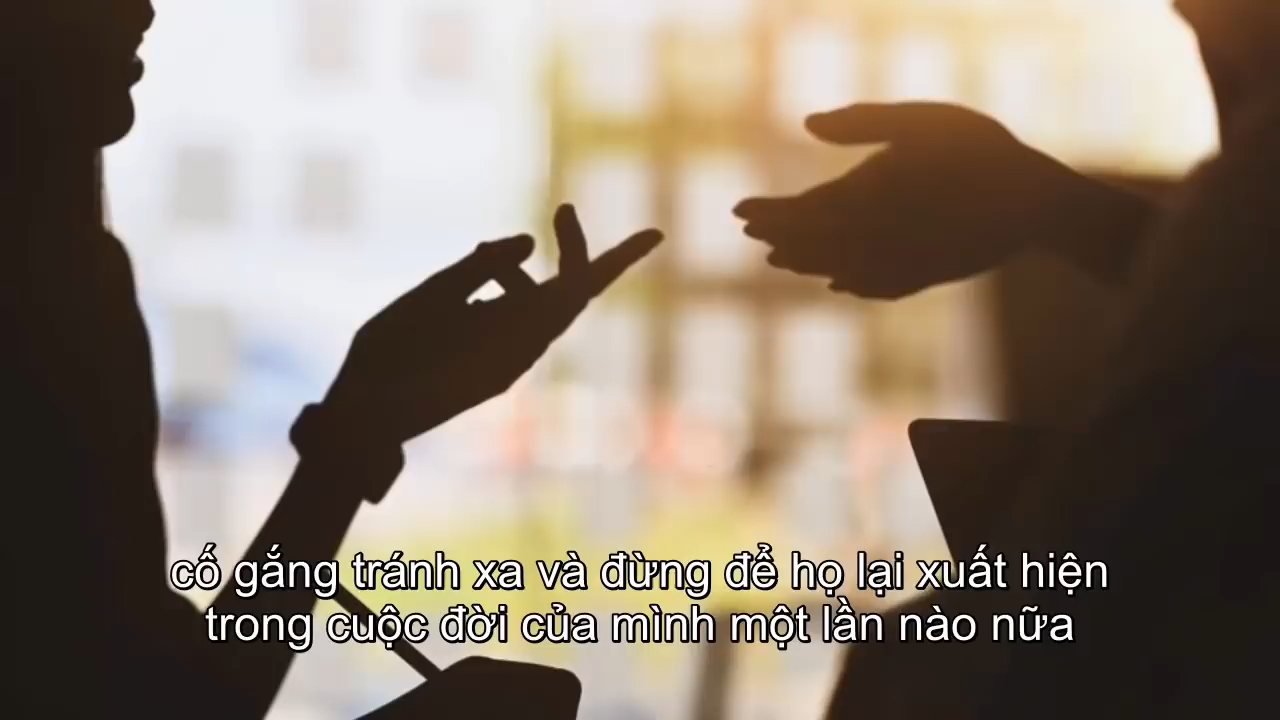 cố gắng tránh xa và đừng để họ lại xuất hiện
trong cuộc đời của mình một lần nào nữa